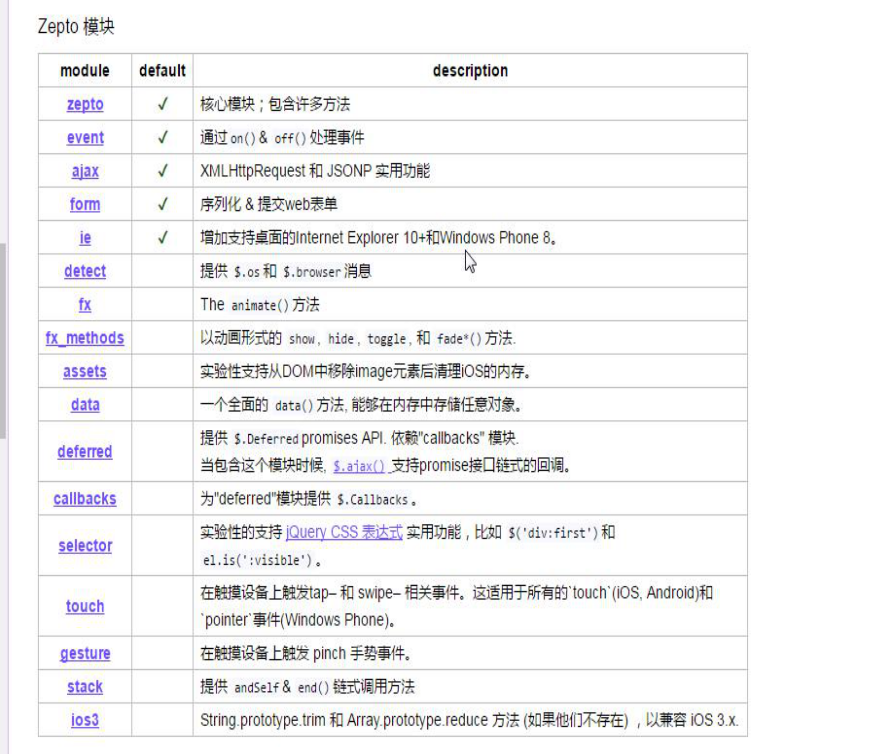 Zepto 模块
module default description
zepto ✓ 核心模块；包含许多方法
event ✓ 通过on()& off()处理事件
ajax ✓ XMLHttpRequest 和 JSONP 实用功能
form ✓ 序列化 & 提交web表单
ie ✓ 增加支持桌面的Internet Explorer 10+和Windows Phone 8。
detect 提供 $.os和 $.browser消息
fx The animate()方法
fx_methods 以动画形式的 show, hide, toggle, 和 fade*()方法.
assets 实验性支持从DOM中移除image元素后清理iOS的内存。
data 一个全面的 data()方法, 能够在内存中存储任意对象。
deferred 提供 $.Deferred promises API. 依赖"callbacks" 模块.
当包含这个模块时候, $.ajax() 支持promise接口链式的回调。
callbacks 为"deferred"模块提供 $.Callbacks。
selector 实验性的支持 jQuery CSS 表达式 实用功能，比如 $('div:first')和
el.is(':visible')。
touch 在触摸设备上触发tap– 和 swipe– 相关事件。这适用于所有的`touch`(iOS, Android)和
`pointer`事件(Windows Phone)。
gesture 在触摸设备上触发 pinch 手势事件。
stack 提供 andSelf& end()链式调用方法
ios3 String.prototype.trim 和 Array.prototype.reduce 方法 (如果他们不存在) ，以兼容 iOS 3.x.